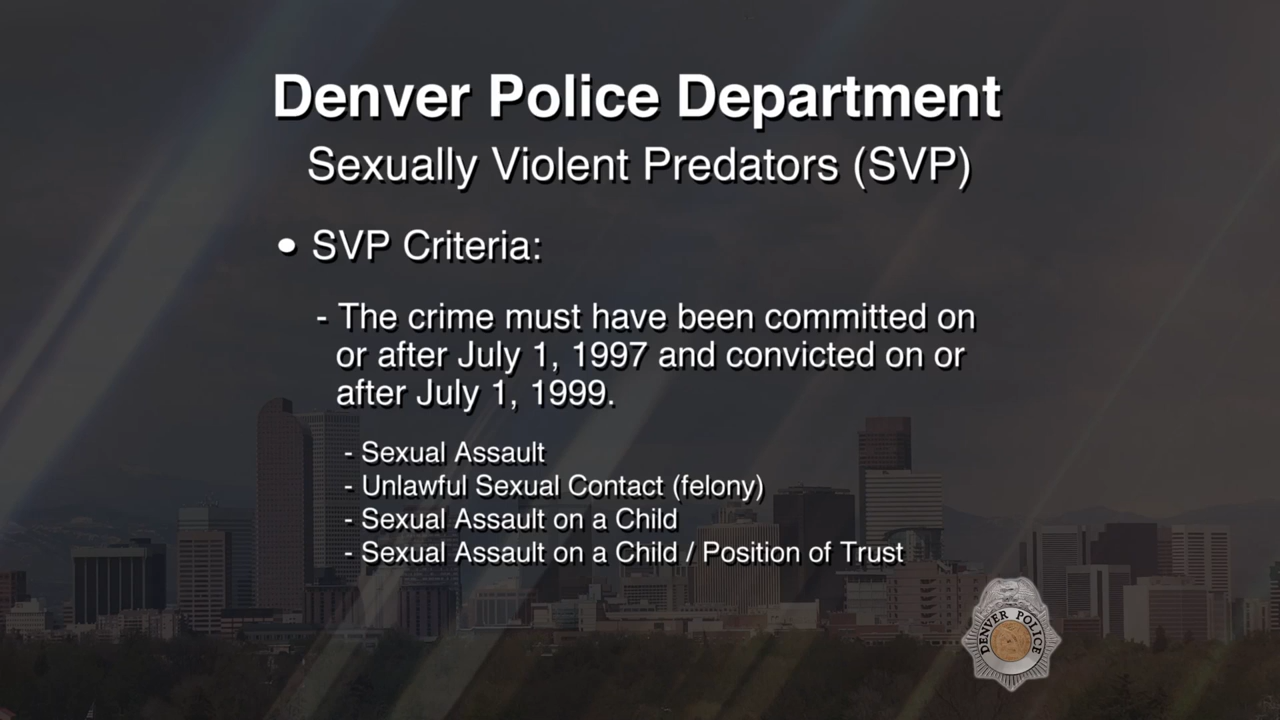 Denver Police Department
Sexually Violent Predators (SVP)
• SVP Criteria:
- The crime must have been committed on
or after July 1, 1997 and convicted on or
after July 1, 1999.
- Sexual Assault
- Unlawful Sexual Contact (felony)
- Sexual Assault on a Child
- Sexual Assault on a Child / Position of Trust
DENVER POLICE